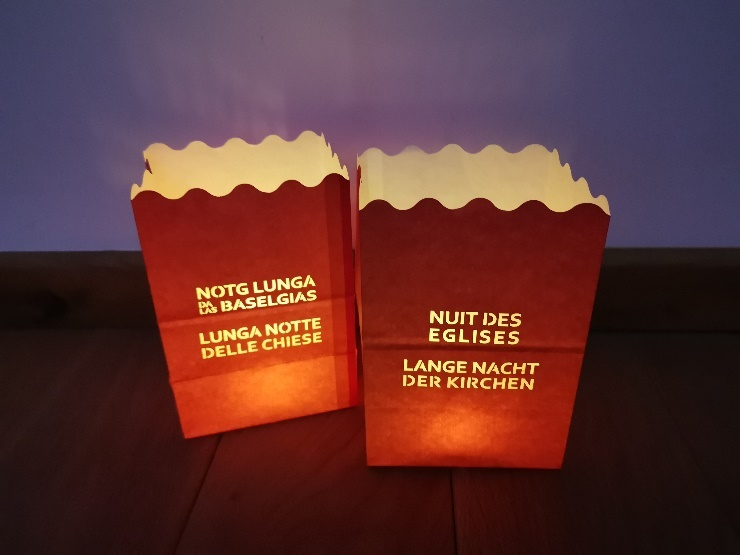 NOTG LUNGA
DA LAS BASELGIAS
LUNGA NOTTE
DELLE CHIESE
NUIT DES
EGLISES
LANGE NACHT
DER KIRCHEN